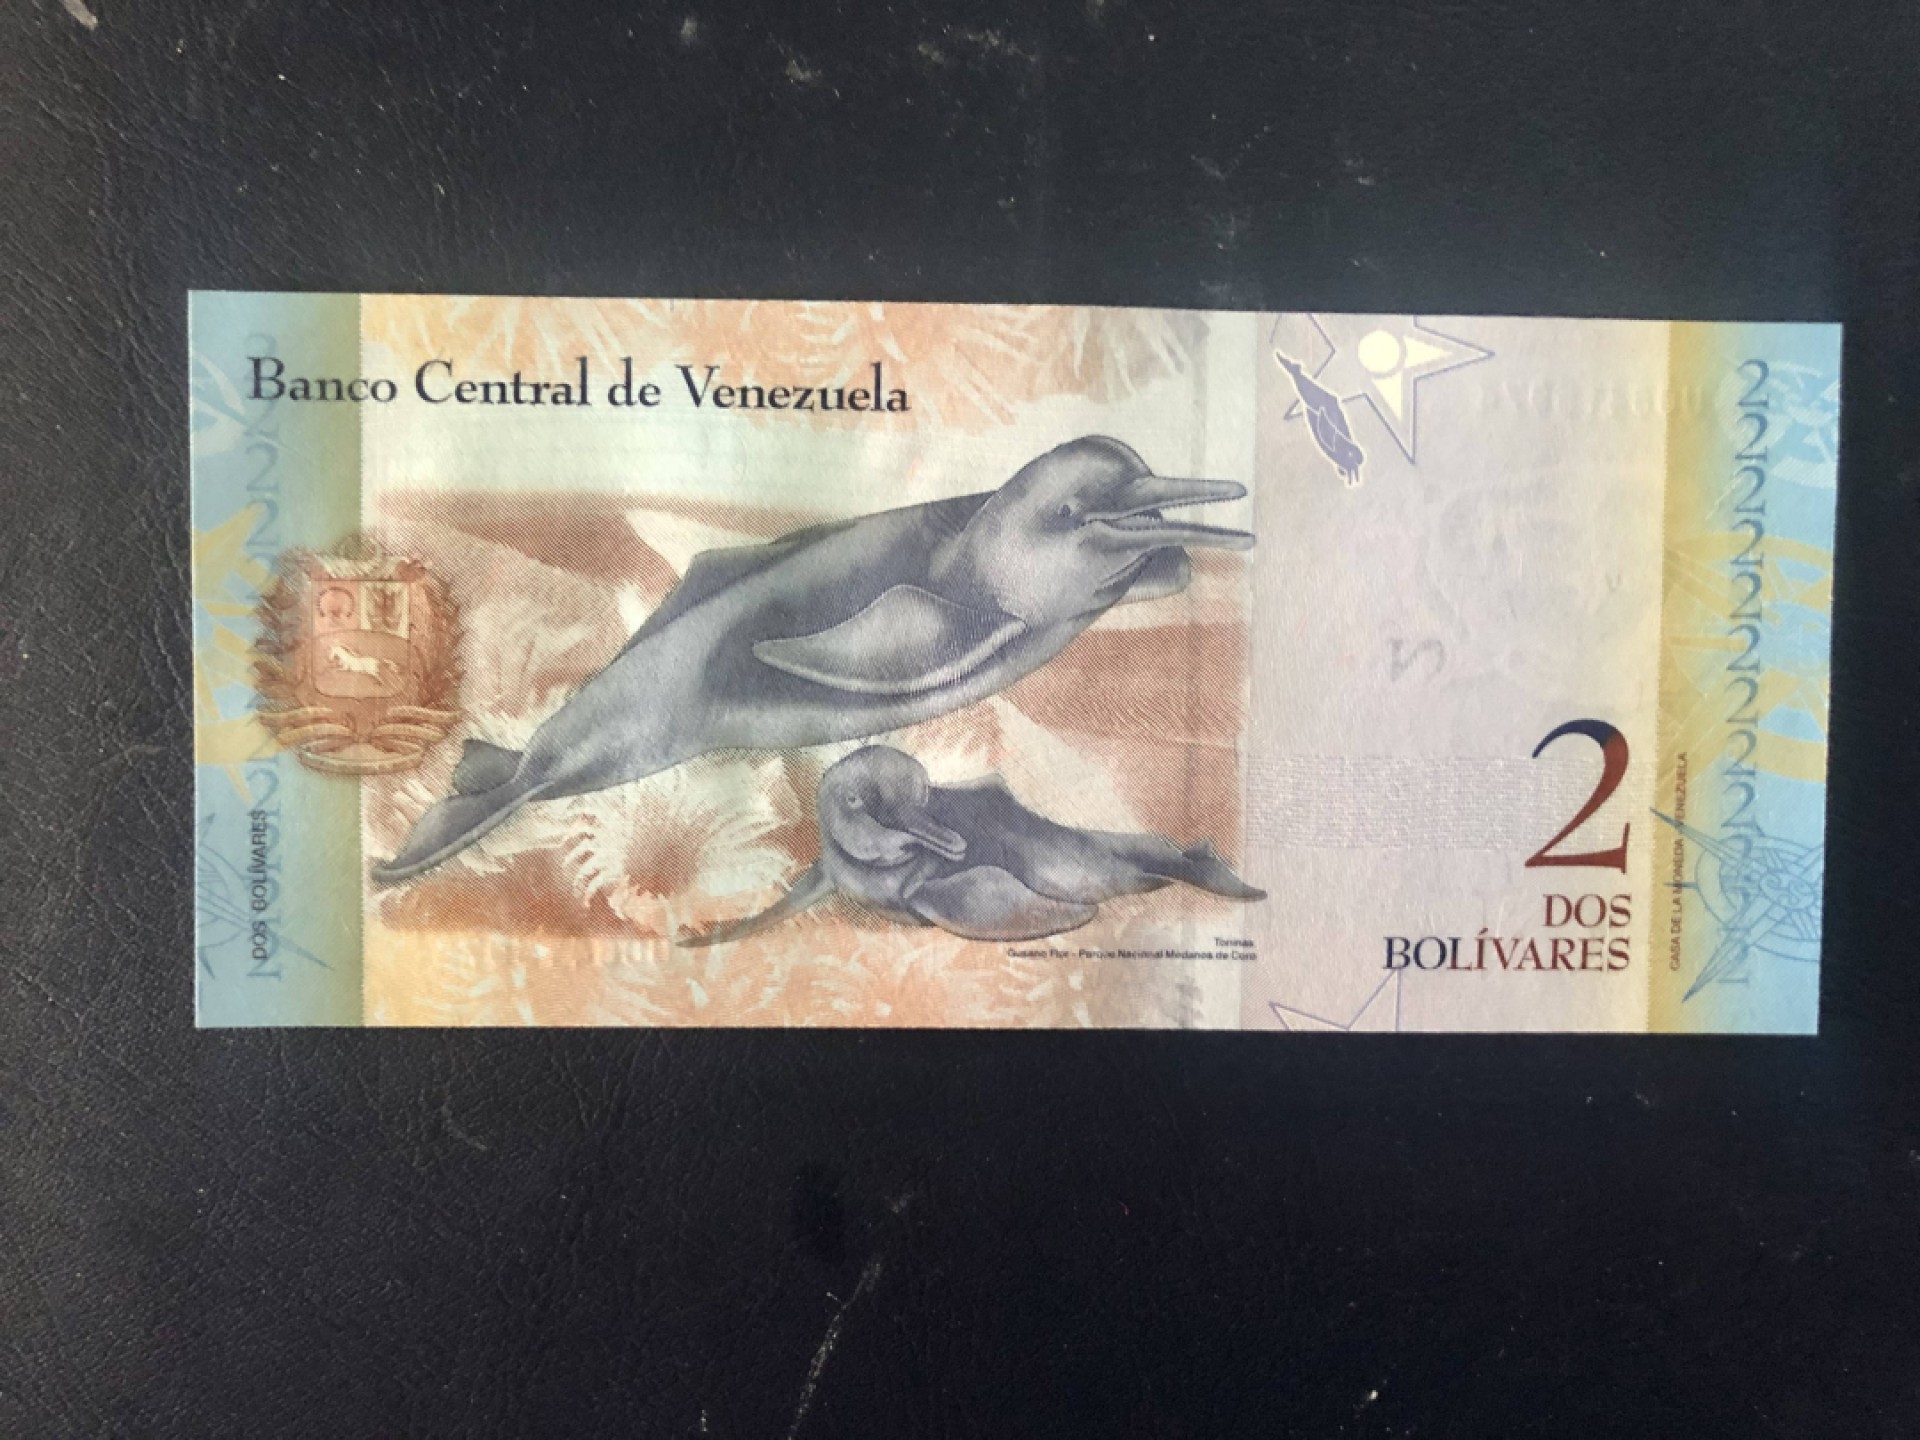 Banco Central de Venezuela
DOS BOLÍVARES
Toninas
Gusano Flor - Parque Nacional Médanos de Coro
2
DOS
BOLÍVARES
CASA DE LA MONEDA VENEZUELA